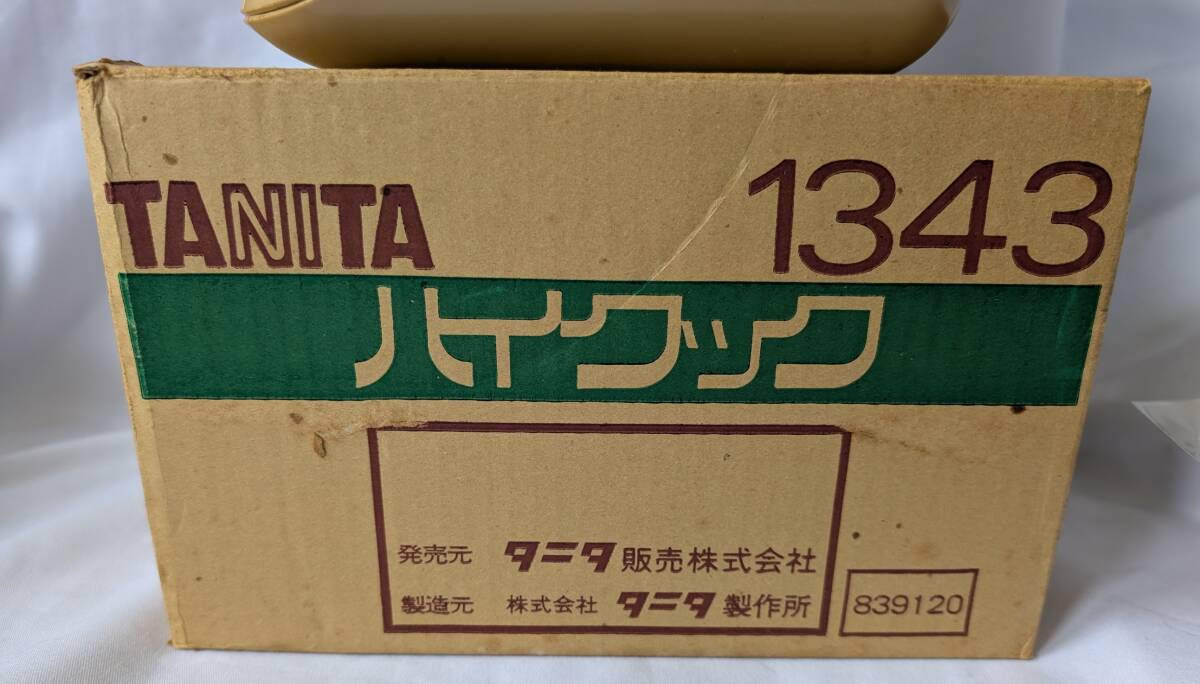 TANITA 1343
ハイクック
発売元 タニタ 販売株式会社
製造元 株式会社 タニタ 製作所
839120